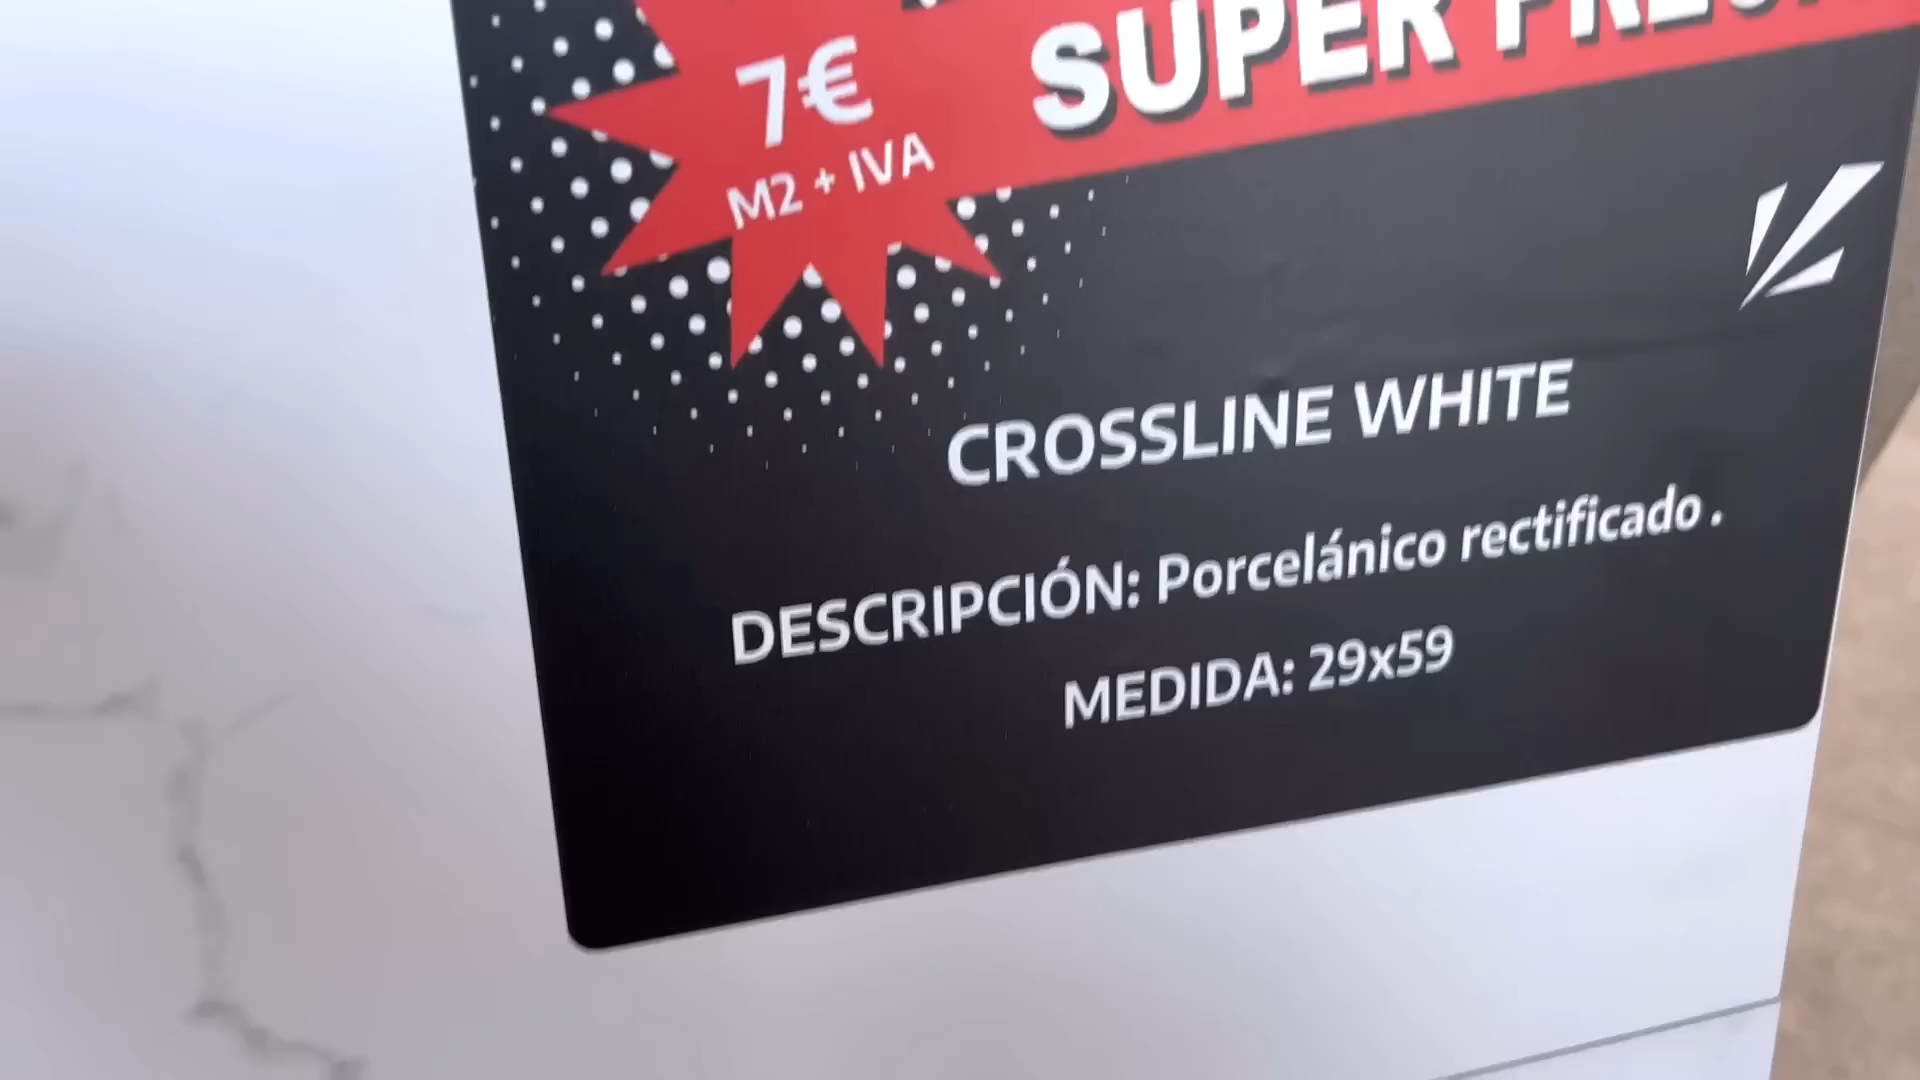 SUPER
7€
M2 + IVA
CROSSLINE WHITE
DESCRIPCIÓN: Porcelánico rectificado.
MEDIDA: 29x59